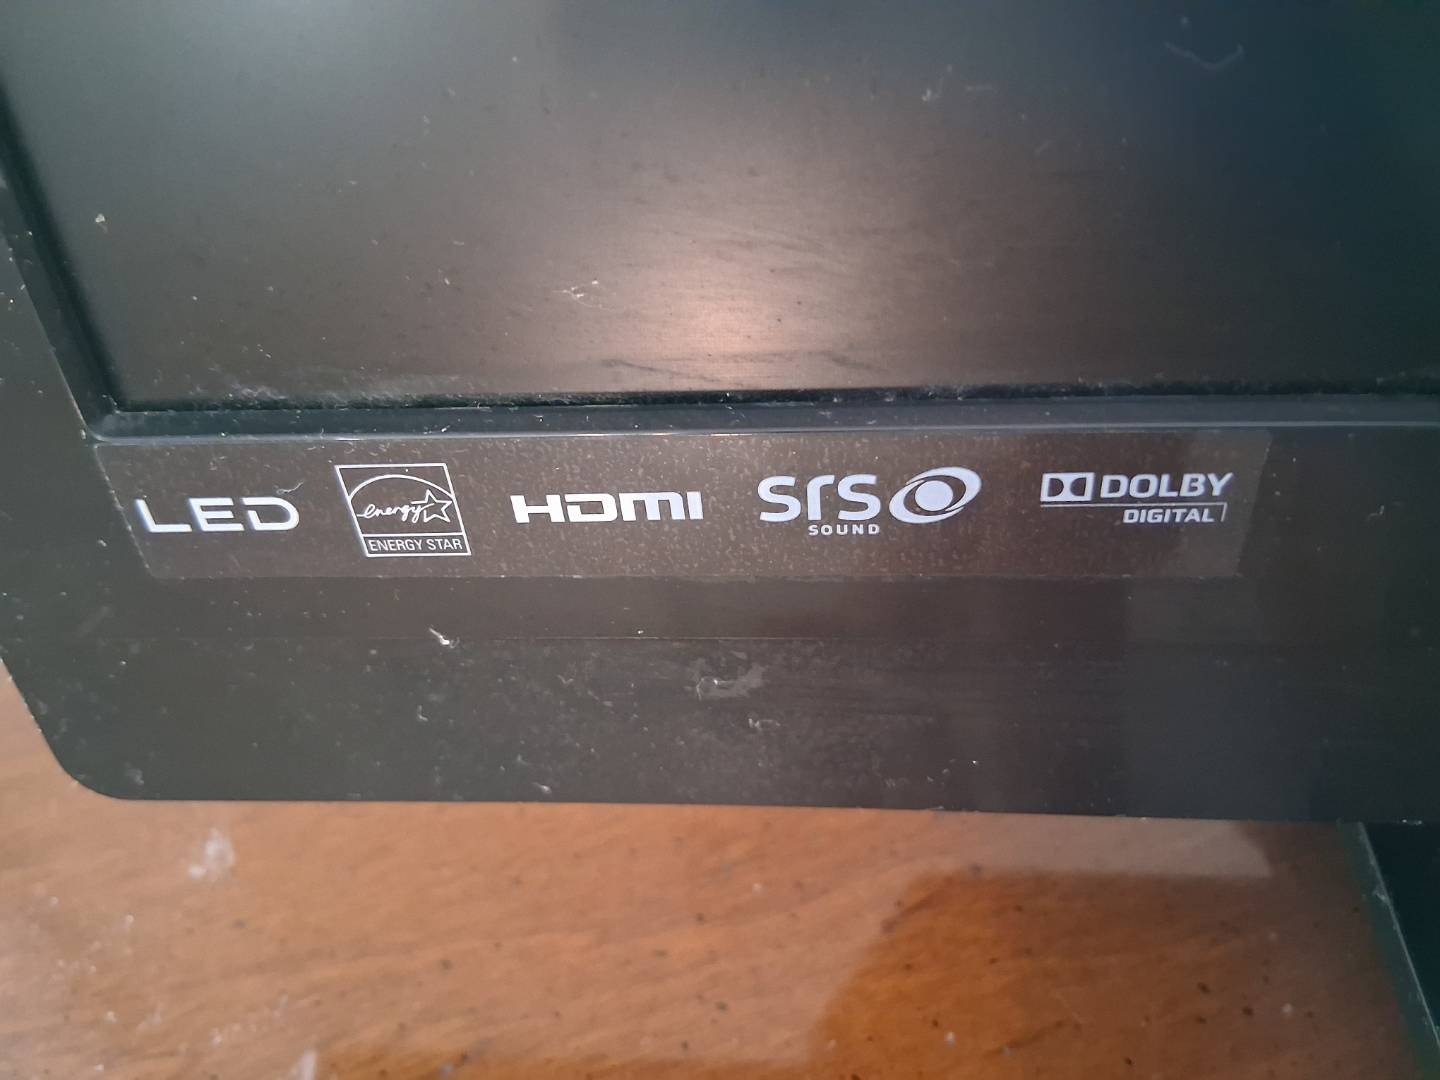 LED
energy
ENERGY STAR
HDMI
SRS
SOUND
DOLBY
DIGITAL